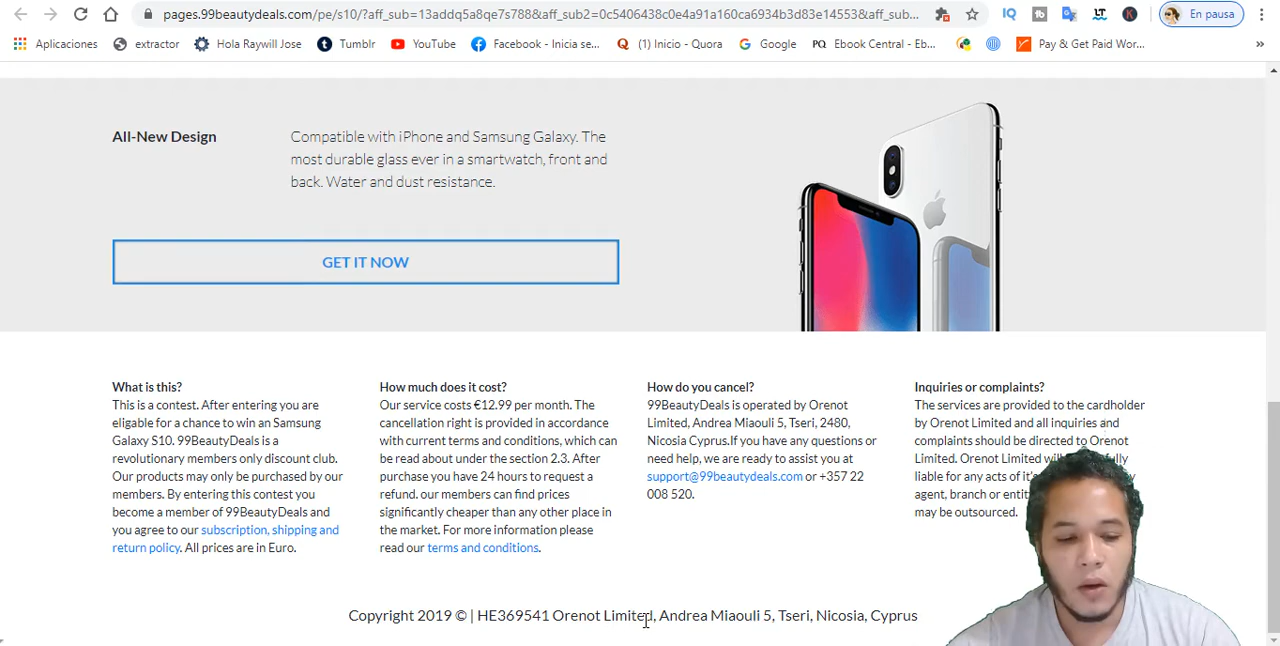 pages.99beautydeals.com/pe/s10/?aff_sub=13addq5a8qe7s788&aff_sub2=0c5406438c0e4a91a160ca6934b3d83e14553&aff_sub...
En pausa
Aplicaciones extractor Hola Raywill Jose Tumblr YouTube Facebook - Inicia se... (1) Inicio - Quora Google Ebook Central - Eb... Pay & Get Paid Wor... »
All-New Design
Compatible with iPhone and Samsung Galaxy. The
most durable glass ever in a smartwatch, front and
back. Water and dust resistance.
GET IT NOW
What is this?
This is a contest. After entering you are
eligible for a chance to win an Samsung
Galaxy S10. 99BeautyDeals is a
revolutionary members only discount club.
Our products may only be purchased by our
members. By entering this contest you
become a member of 99BeautyDeals and
you agree to our subscription, shipping and
return policy. All prices are in Euro.
How much does it cost?
Our service costs €12.99 per month. The
cancellation right is provided in accordance
with current terms and conditions, which can
be read about under the section 2.3. After
purchase you have 24 hours to request a
refund. our members can find prices
significantly cheaper than any other place in
the market. For more information please
read our terms and conditions.
How do you cancel?
99BeautyDeals is operated by Orenot
Limited, Andrea Miaouli 5, Tseri, 2480,
Nicosia Cyprus.If you have any questions or
need help, we are ready to assist you at
support@99beautydeals.com or +357 22
008 520.
Inquiries or complaints?
The services are provided to the cardholder
by Orenot Limited and all inquiries and
complaints should be directed to Orenot
Limited. Orenot Limited
liable for any acts of it's
agent, branch or
may be outsourced.
Copyright 2019 © | HE369541 Orenot Limited, Andrea Miaouli 5, Tseri, Nicosia, Cyprus